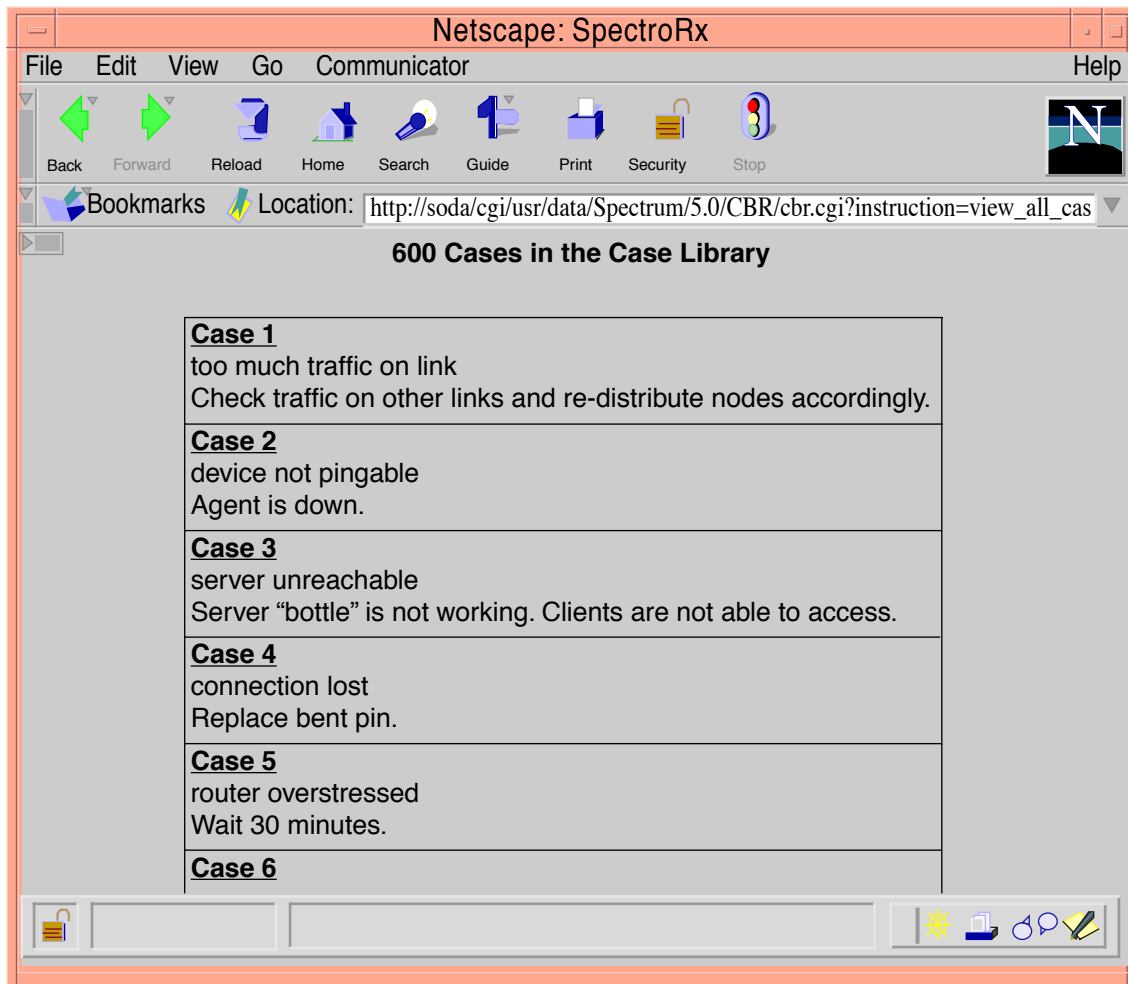 Netscape: SpectroRx
File Edit View Go Communicator Help
Back Forward Reload Home Search Guide Print Security Stop
N
Bookmarks Location: http://soda/cgi/usr/data/Spectrum/5.0/CBR/cbr.cgi?instruction=view_all_cas
600 Cases in the Case Library
Case 1
too much traffic on link
Check traffic on other links and re-distribute nodes accordingly.
Case 2
device not pingable
Agent is down.
Case 3
server unreachable
Server “bottle” is not working. Clients are not able to access.
Case 4
connection lost
Replace bent pin.
Case 5
router overstressed
Wait 30 minutes.
Case 6